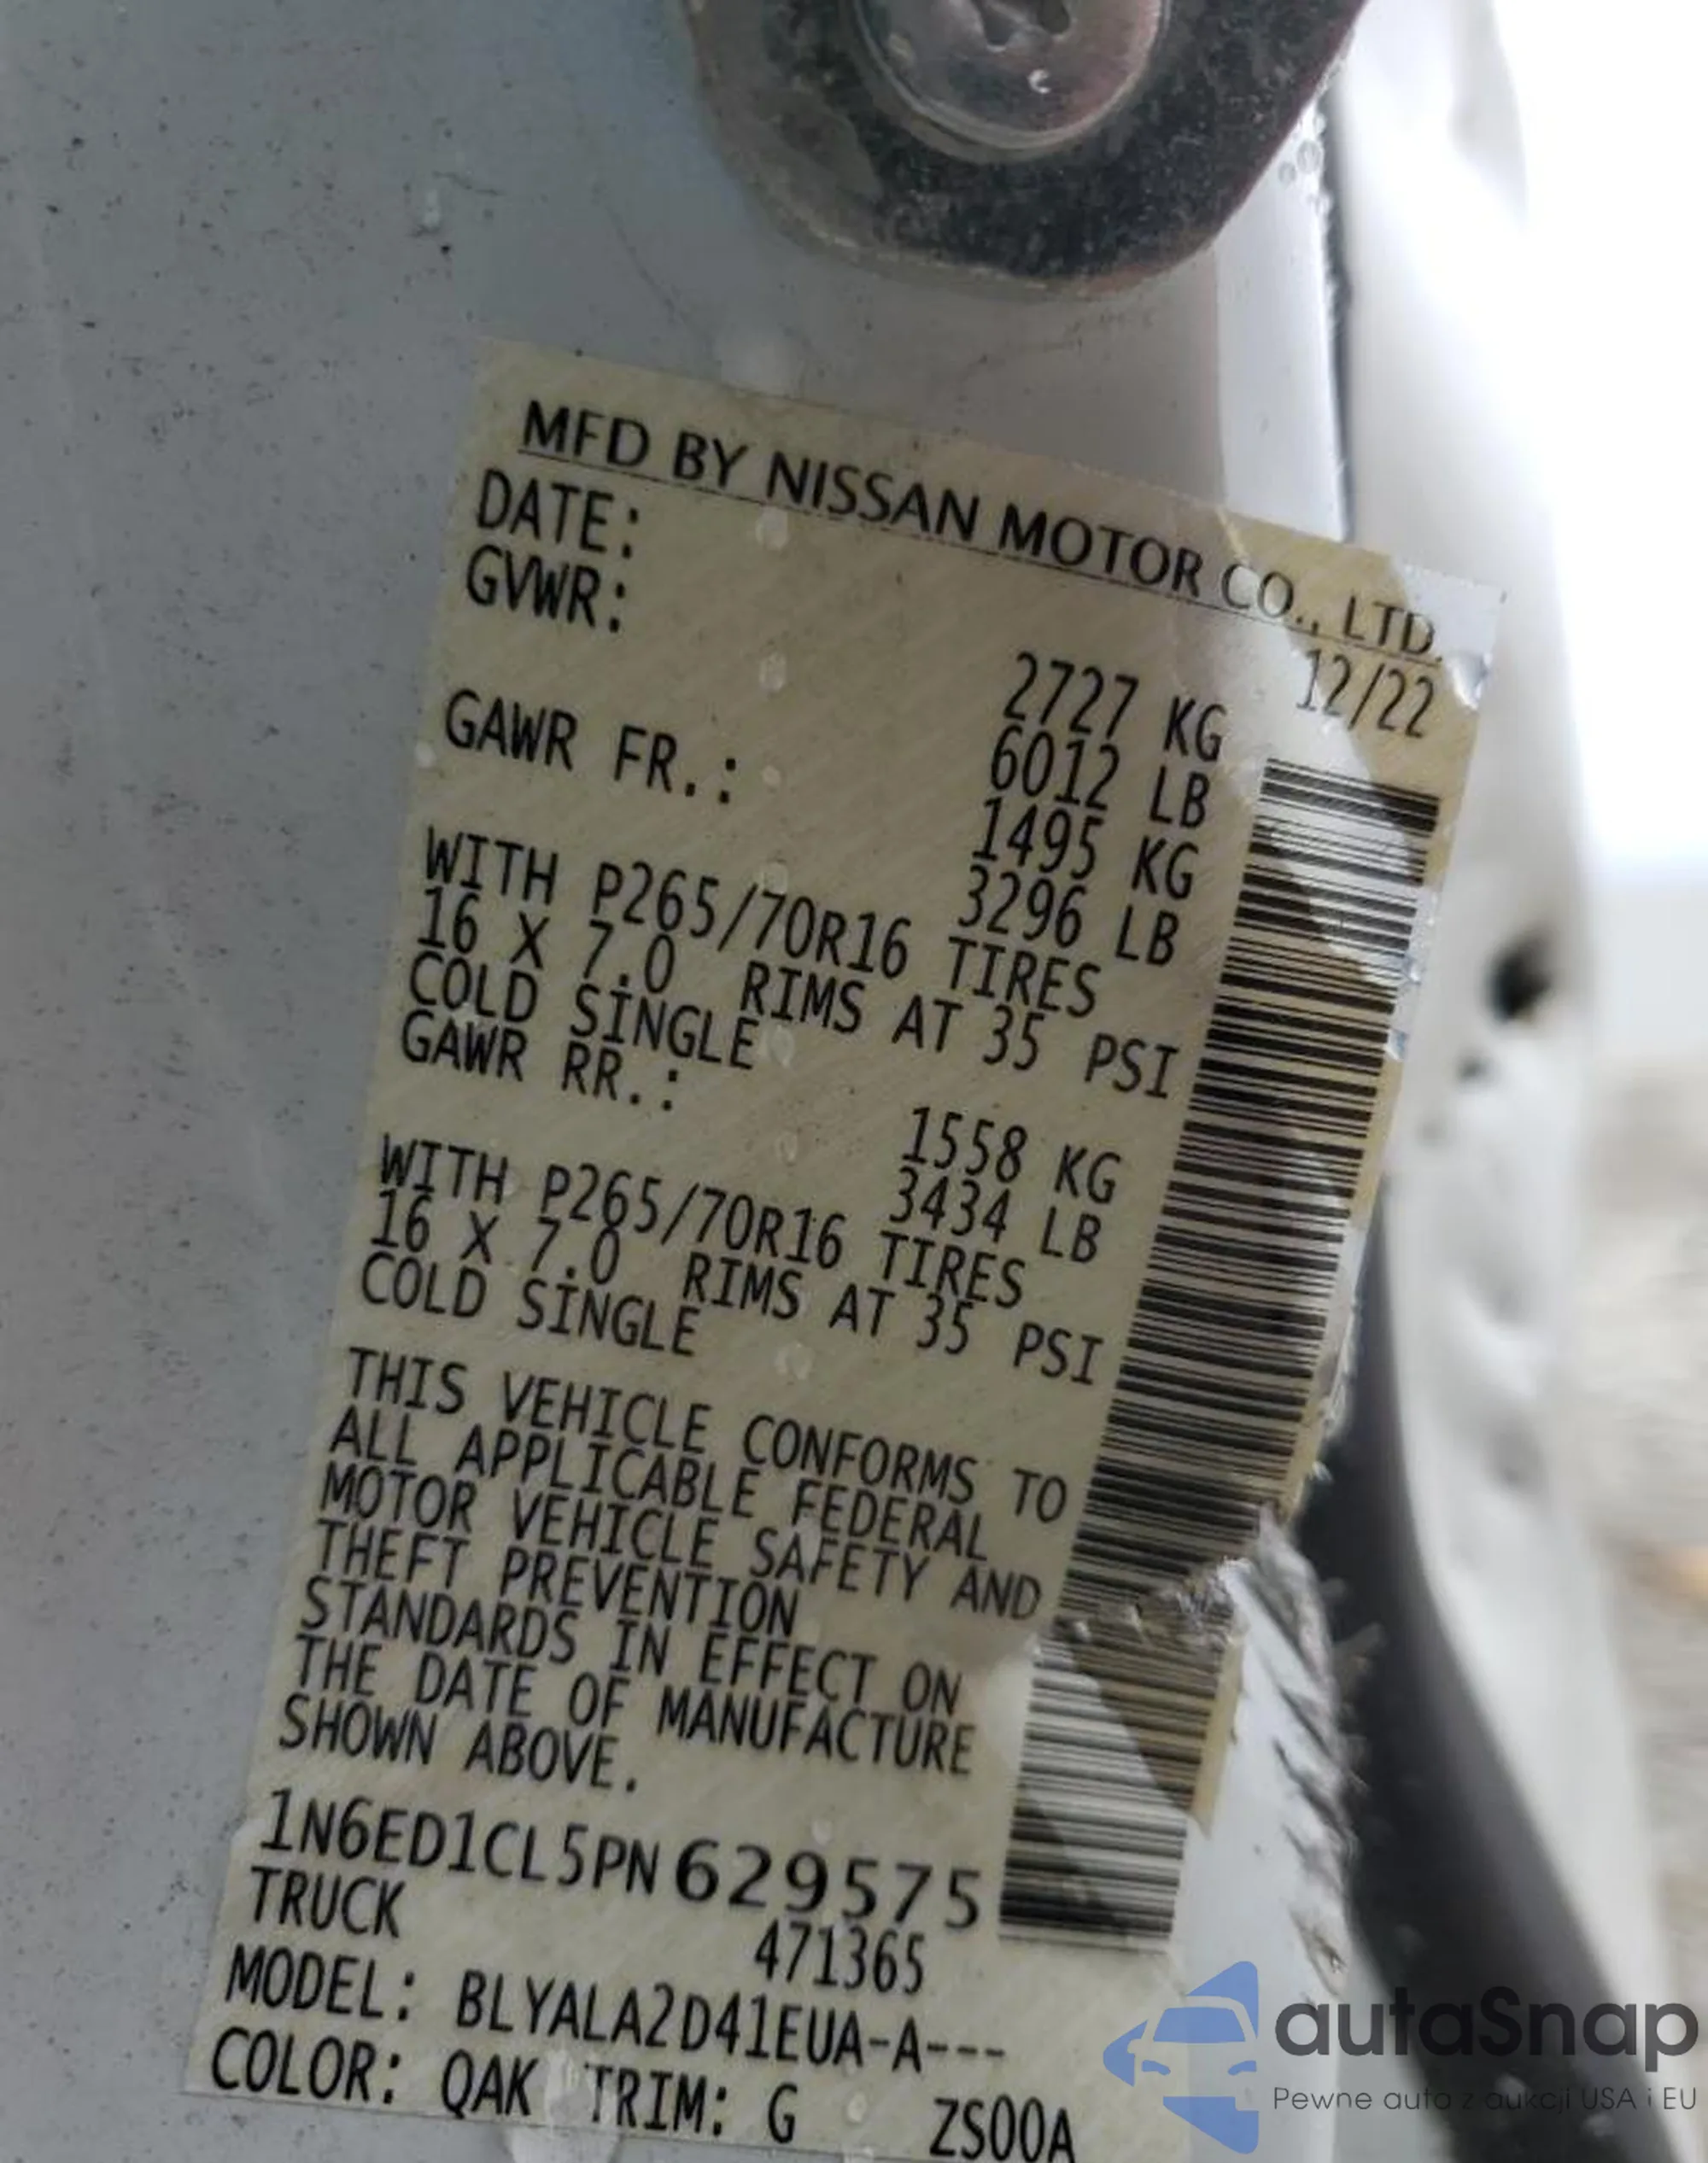 MFD BY NISSAN MOTOR CO., LTD.
DATE: 12/22
GVWR: 2727 KG
6012 LB
GAWR FR.: 1495 KG
3296 LB
WITH P265/70R16 TIRES
16 X 7.0 RIMS AT 35 PSI
COLD SINGLE
GAWR RR.: 1558 KG
3434 LB
WITH P265/70R16 TIRES
16 X 7.0 RIMS AT 35 PSI
COLD SINGLE
THIS VEHICLE CONFORMS TO
ALL APPLICABLE FEDERAL
MOTOR VEHICLE SAFETY AND
THEFT PREVENTION
STANDARDS IN EFFECT ON
THE DATE OF MANUFACTURE
SHOWN ABOVE.
1N6ED1CL5PN629575
TRUCK 471365
MODEL: BLYALA2D41EUA-A---
COLOR: QAK TRIM: G ZS00A
autaSnap
Pewne auta z aukcji USA i EU